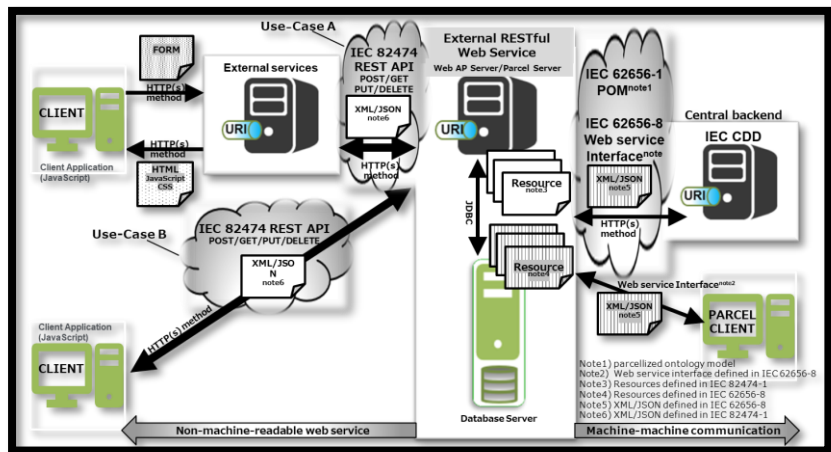 Use-Case A
FORM
HTTP(s)
method
External services
CLIENT
URI
HTTP(s)
method
Client Application
(JavaScript)
HTML
JavaScript
CSS
IEC 82474
REST API
POST/GET
PUT/DELETE
XML/JSON
note6
HTTP(s)
method
External RESTful
Web Service
Web AP Server/Parcel Server
URI
Resource
note3
JDBC
Resource
note4
Database Server
IEC 62656-1
POMnote1
IEC 62656-8
Web service
Interfacenote
XML/JSON
note5
HTTP(s)
method
Central backend
IEC CDD
URI
Web service Interfacenote2
XML/JSON
note5
PARCEL
CLIENT
Use-Case B
IEC 82474 REST API
POST/GET/PUT/DELETE
XML/JSO
N
note6
HTTP(s) method
Client Application
(JavaScript)
CLIENT
Note1) parcellized ontology model
Note2) Web service interface defined in IEC 62656-8
Note3) Resources defined in IEC 82474-1
Note4) Resources defined in IEC 62656-8
Note5) XML/JSON defined in IEC 62656-8
Note6) XML/JSON defined in IEC 82474-1
Non-machine-readable web service
Machine-machine communication